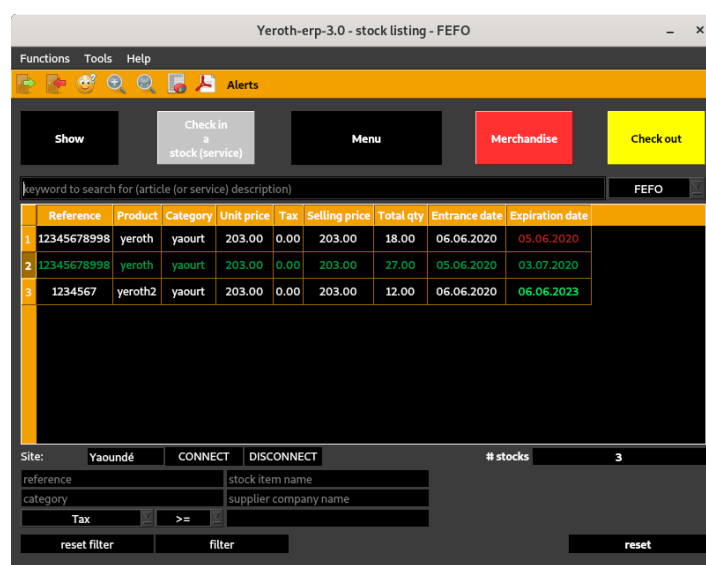 Yeroth-erp-3.0 - stock listing - FEFO
Functions Tools Help
Alerts
Show
Check in
a
stock (service)
Menu
Merchandise
Check out
keyword to search for (article (or service) description)
FEFO
Reference Product Category Unit price Tax Selling price Total qty Entrance date Expiration date
1 12345678998 yeroth yaourt 203.00 0.00 203.00 18.00 06.06.2020 05.06.2020
2 12345678998 yeroth yaourt 203.00 0.00 203.00 27.00 05.06.2020 03.07.2020
3 1234567 yeroth2 yaourt 203.00 0.00 203.00 12.00 06.06.2020 06.06.2023
Site: Yaoundé CONNECT DISCONNECT # stocks 3
reference stock item name
category supplier company name
Tax >=
reset filter filter reset